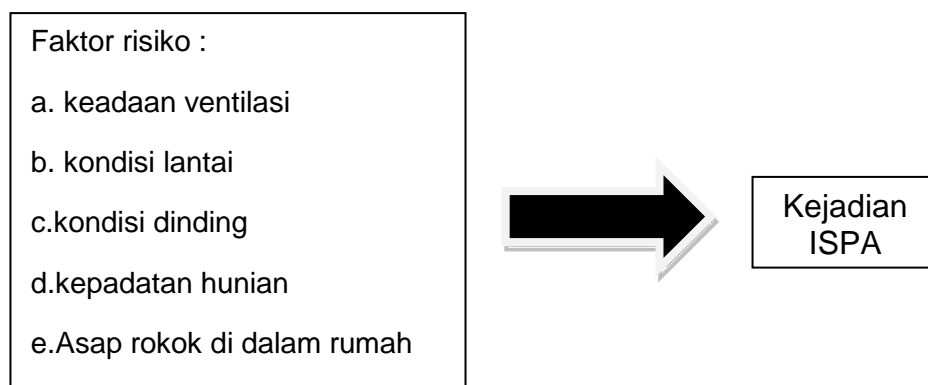 Faktor risiko :
a. keadaan ventilasi
b. kondisi lantai
c.kondisi dinding
d.kepadatan hunian
e.Asap rokok di dalam rumah
Kejadian
ISPA